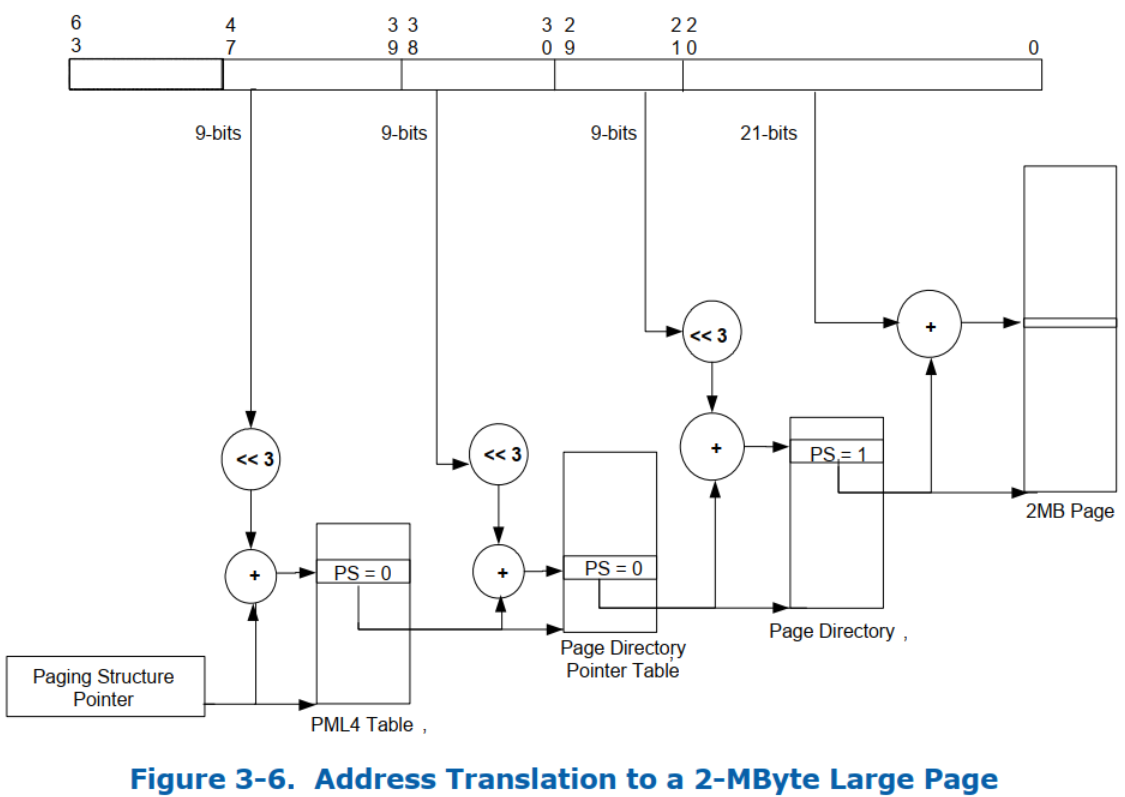 6 4 3 3 3 2 2 2
3 7 9 8 0 9 1 0 0
9-bits 9-bits 9-bits 21-bits
<< 3
+
<< 3 << 3
+ PS = 1
2MB Page
+ PS = 0 + PS = 0
Page Directory ,
Page Directory ,
Pointer Table
Paging Structure
Pointer
PML4 Table ,
Figure 3-6. Address Translation to a 2-MByte Large Page